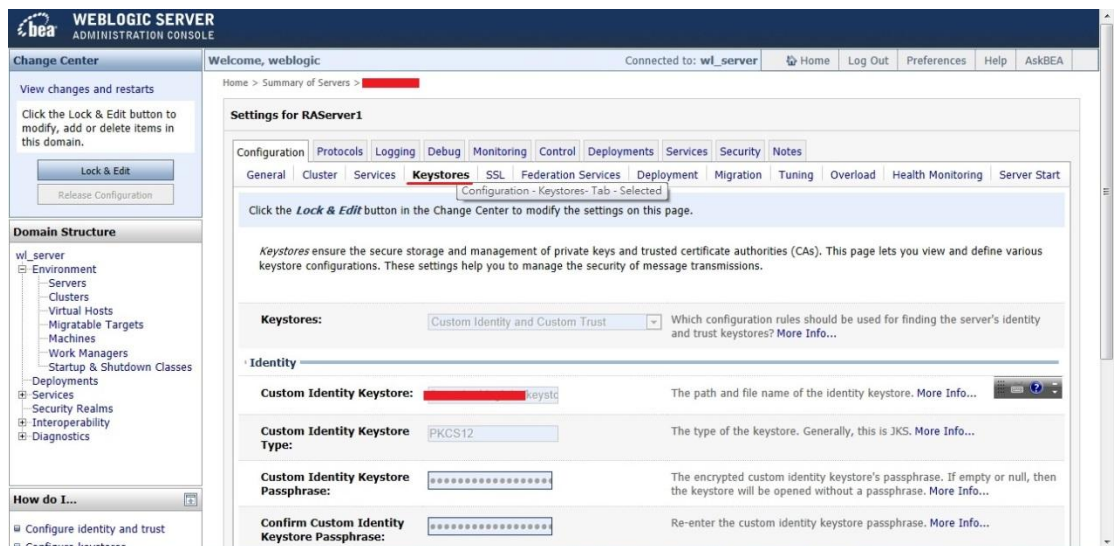 bea
WEBLOGIC SERVER
ADMINISTRATION CONSOLE
Change Center
View changes and restarts
Click the Lock & Edit button to
modify, add or delete items in
this domain.
Lock & Edit
Release Configuration
Domain Structure
wl_server
Environment
Servers
Clusters
Virtual Hosts
Migratable Targets
Machines
Work Managers
Startup & Shutdown Classes
Deployments
Services
Security Realms
Interoperability
Diagnostics
How do I...
Configure identity and trust
Configure keystores
Welcome, weblogic
Connected to: wl_server
Home Log Out Preferences Help AskBEA
Home > Summary of Servers >
Settings for RAServer1
Configuration Protocols Logging Debug Monitoring Control Deployments Services Security Notes
General Cluster Services Keystores SSL Federation Services Deployment Migration Tuning Overload Health Monitoring Server Start
Configuration - Keystores- Tab - Selected
Click the Lock & Edit button in the Change Center to modify the settings on this page.
Keystores ensure the secure storage and management of private keys and trusted certificate authorities (CAs). This page lets you view and define various
keystore configurations. These settings help you to manage the security of message transmissions.
Keystores:
Custom Identity and Custom Trust
Which configuration rules should be used for finding the server's identity
and trust keystores? More Info...
Identity
Custom Identity Keystore:
keysto
The path and file name of the identity keystore. More Info...
Custom Identity Keystore
Type:
PKCS12
The type of the keystore. Generally, this is JKS. More Info...
Custom Identity Keystore
Passphrase:
The encrypted custom identity keystore's passphrase. If empty or null, then
the keystore will be opened without a passphrase. More Info...
Confirm Custom Identity
Keystore Passphrase:
Re-enter the custom identity keystore passphrase. More Info...